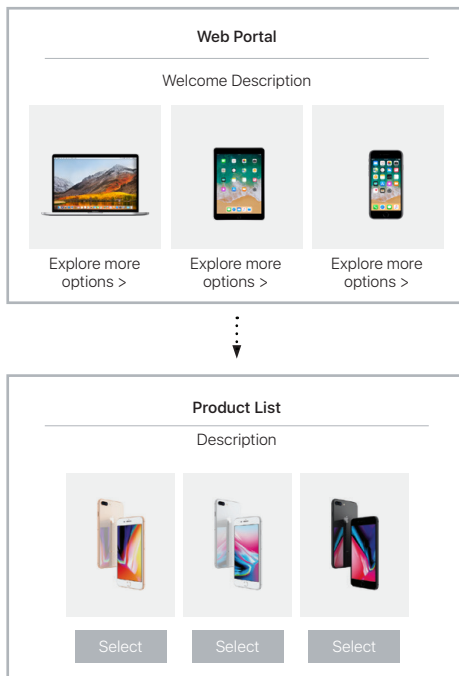 Web Portal
Welcome Description
Explore more Explore more Explore more
options > options > options >
Product List
Description
Select Select Select